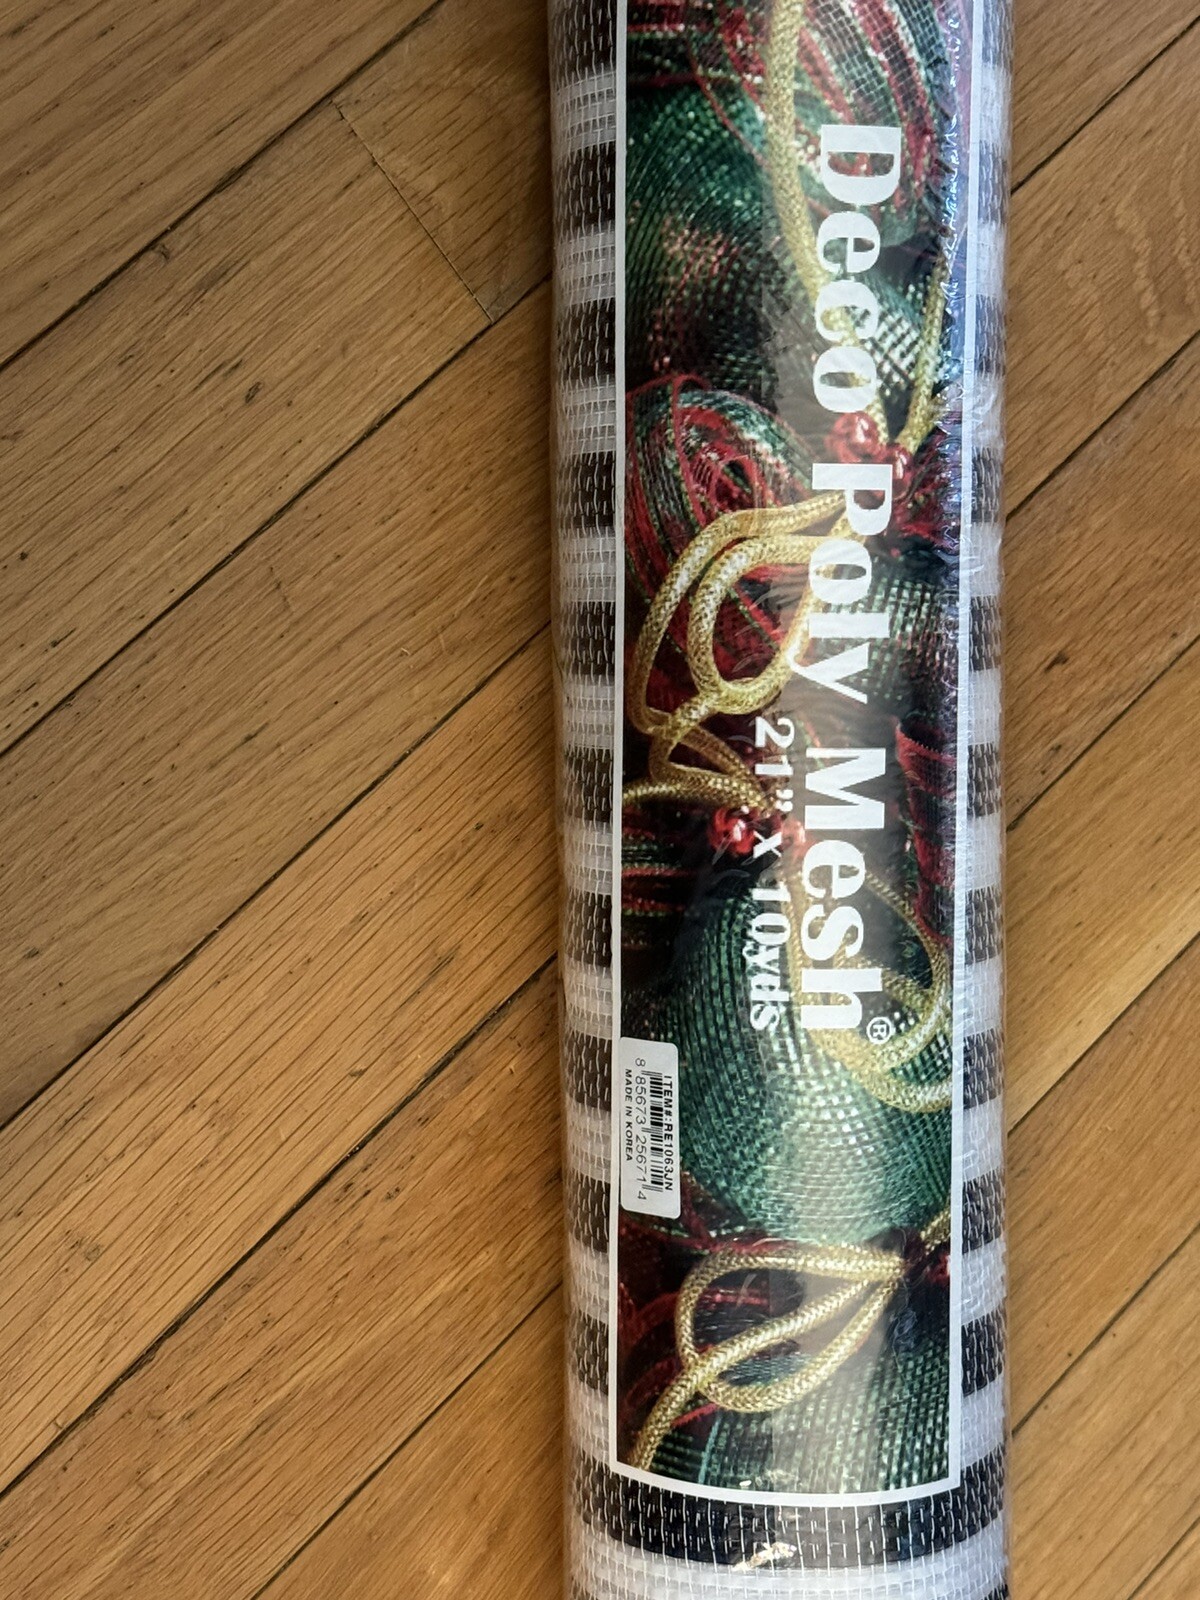 Deco Poly Mesh®
21" x 10yds
ITEM#:RE1063JN
8 85673 25671 4
MADE IN KOREA